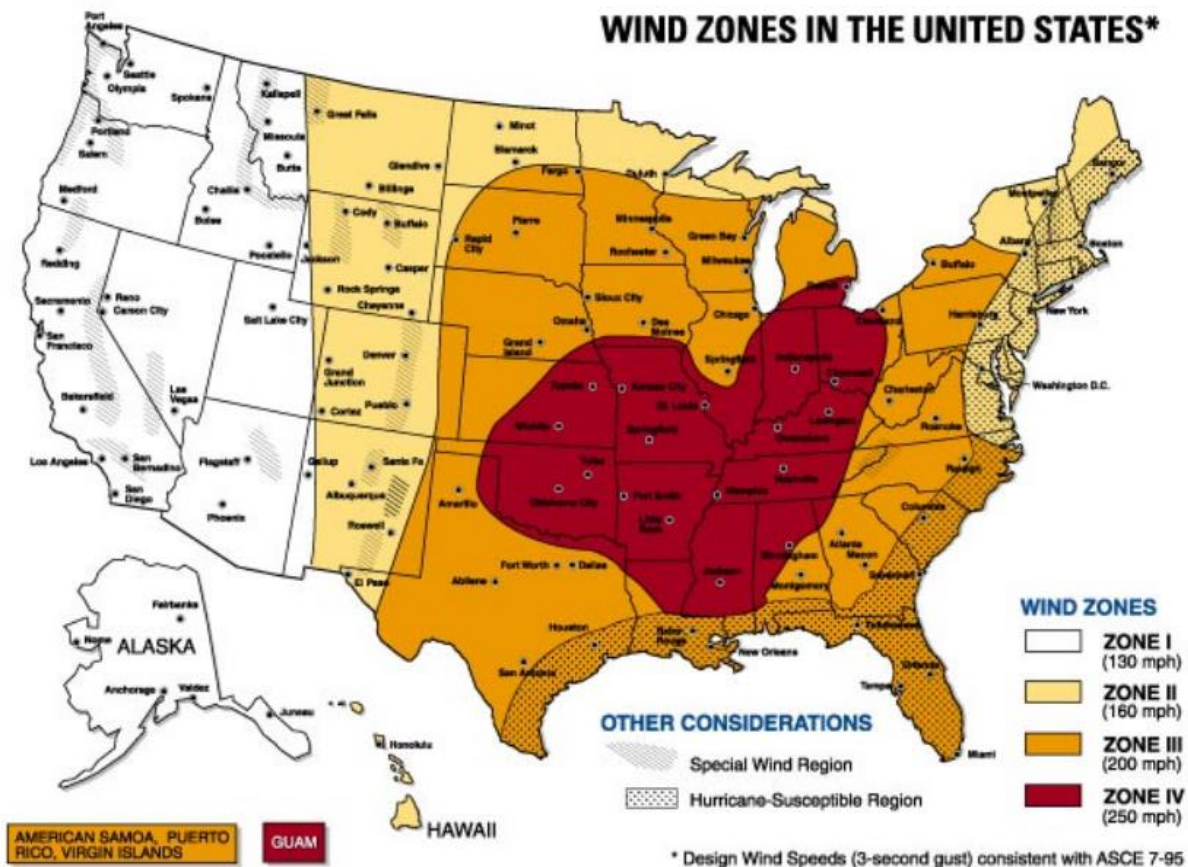 WIND ZONES IN THE UNITED STATES*
Port
Angeles
Seattle
Olympia
Spokane
Kalispell
Great Falls
Missoula
Butte
Portland
Salem
Medford
Challis
Boise
Pocatello
Glendive
Billings
Minot
Bismarck
Fargo
Duluth
Cody
Buffalo
Jackson
Casper
Rock Springs
Cheyenne
Rapid
City
Pierre
Minneapolis
Rochester
Green Bay
Milwaukee
Bangor
Montpelier
Albany
Boston
Buffalo
Redding
Sacramento
San
Francisco
Reno
Carson City
Salt Lake City
Sioux City
Des
Moines
Omaha
Grand
Island
Chicago
Detroit
Cleveland
Harrisburg
New York
Washington D.C.
Denver
Grand
Junction
Pueblo
Cortez
Las
Vegas
Bakersfield
Los Angeles
San
Bernadino
San
Diego
Flagstaff
Phoenix
Gallup
Santa Fe
Albuquerque
Roswell
El Paso
Topeka
Kansas City
Springfield
St. Louis
Indianapolis
Lexington
Charleston
Roanoke
Wichita
Springfield
Tulsa
Oklahoma City
Fort Smith
Little
Rock
Memphis
Nashville
Raleigh
Columbia
Amarillo
Fort Worth
Dallas
Abilene
Jackson
Birmingham
Montgomery
Atlanta
Macon
Houston
San Antonio
Baton
Rouge
New Orleans
Tallahassee
Orlando
Tampa
Miami
Fairbanks
Nome
ALASKA
Anchorage
Valdez
Juneau
Honolulu
HAWAII
AMERICAN SAMOA, PUERTO
RICO, VIRGIN ISLANDS
GUAM
OTHER CONSIDERATIONS
Special Wind Region
Hurricane-Susceptible Region
WIND ZONES
ZONE I
(130 mph)
ZONE II
(160 mph)
ZONE III
(200 mph)
ZONE IV
(250 mph)
* Design Wind Speeds (3-second gust) consistent with ASCE 7-95